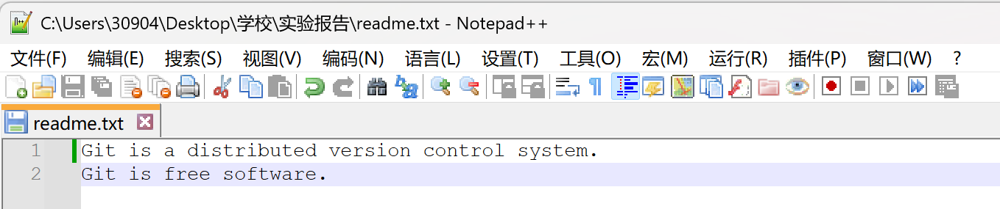 C:\Users\30904\Desktop\学校\实验报告\readme.txt - Notepad++
文件(F) 编辑(E) 搜索(S) 视图(V) 编码(N) 语言(L) 设置(T) 工具(O) 宏(M) 运行(R) 插件(P) 窗口(W) ?
readme.txt
1 Git is a distributed version control system.
2 Git is free software.